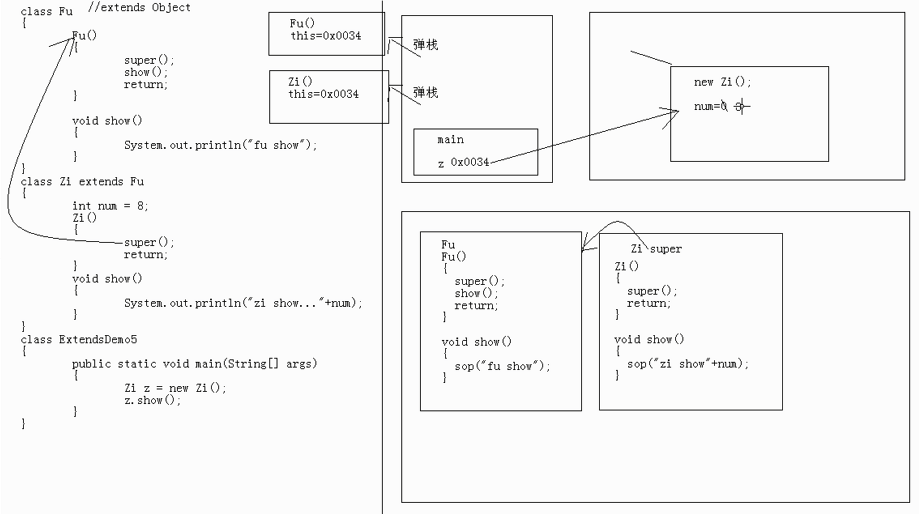 class Fu //extends Object
{
Fu()
{
super();
show();
return;
}
void show()
{
System.out.println("fu show");
}
}
class Zi extends Fu
{
int num = 8;
Zi()
{
super();
return;
}
void show()
{
System.out.println("zi show..."+num);
}
}
class ExtendsDemo5
{
public static void main(String[] args)
{
Zi z = new Zi();
z.show();
}
}
Fu()
this=0x0034
Zi()
this=0x0034
弹栈
弹栈
main
z 0x0034
new Zi();
num=0
Fu
Fu()
{
super();
show();
return;
}
void show()
{
sop("fu show");
}
Zi super
Zi()
{
super();
return;
}
void show()
{
sop("zi show"+num);
}